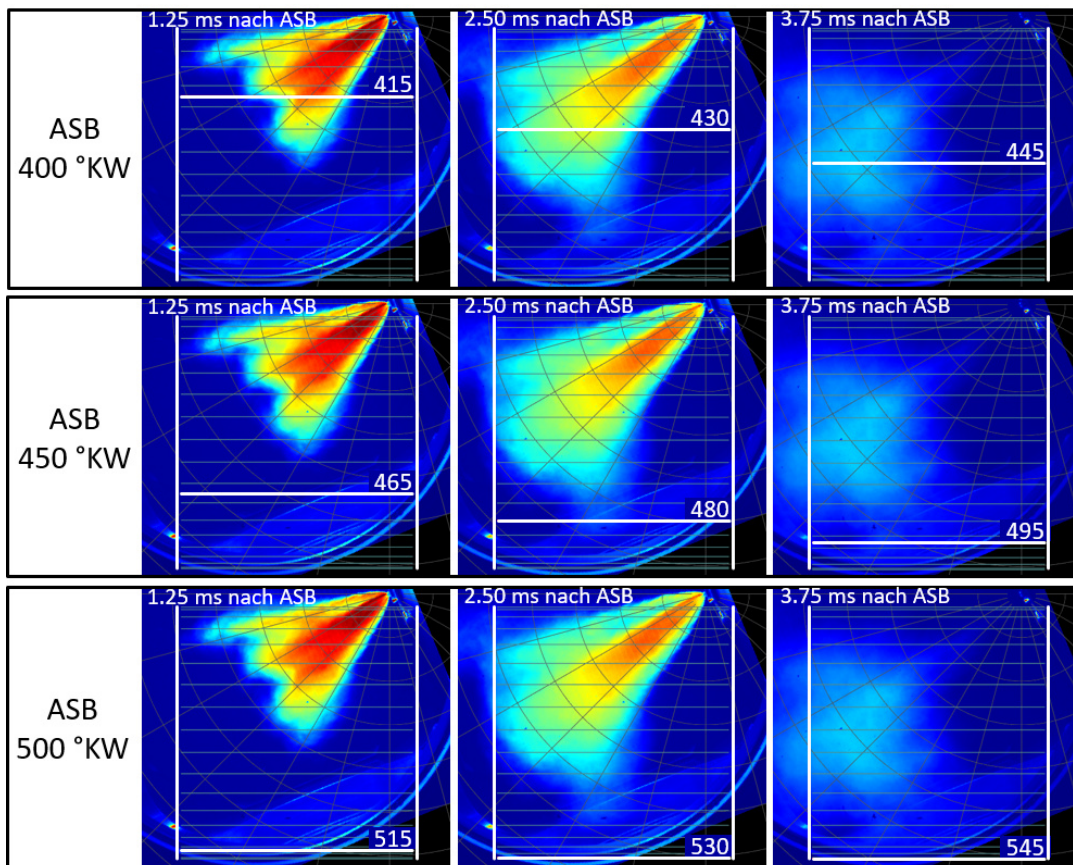 1.25 ms nach ASB
2.50 ms nach ASB
3.75 ms nach ASB
ASB
400 °KW
415
430
445
1.25 ms nach ASB
2.50 ms nach ASB
3.75 ms nach ASB
ASB
450 °KW
465
480
495
1.25 ms nach ASB
2.50 ms nach ASB
3.75 ms nach ASB
ASB
500 °KW
515
530
545